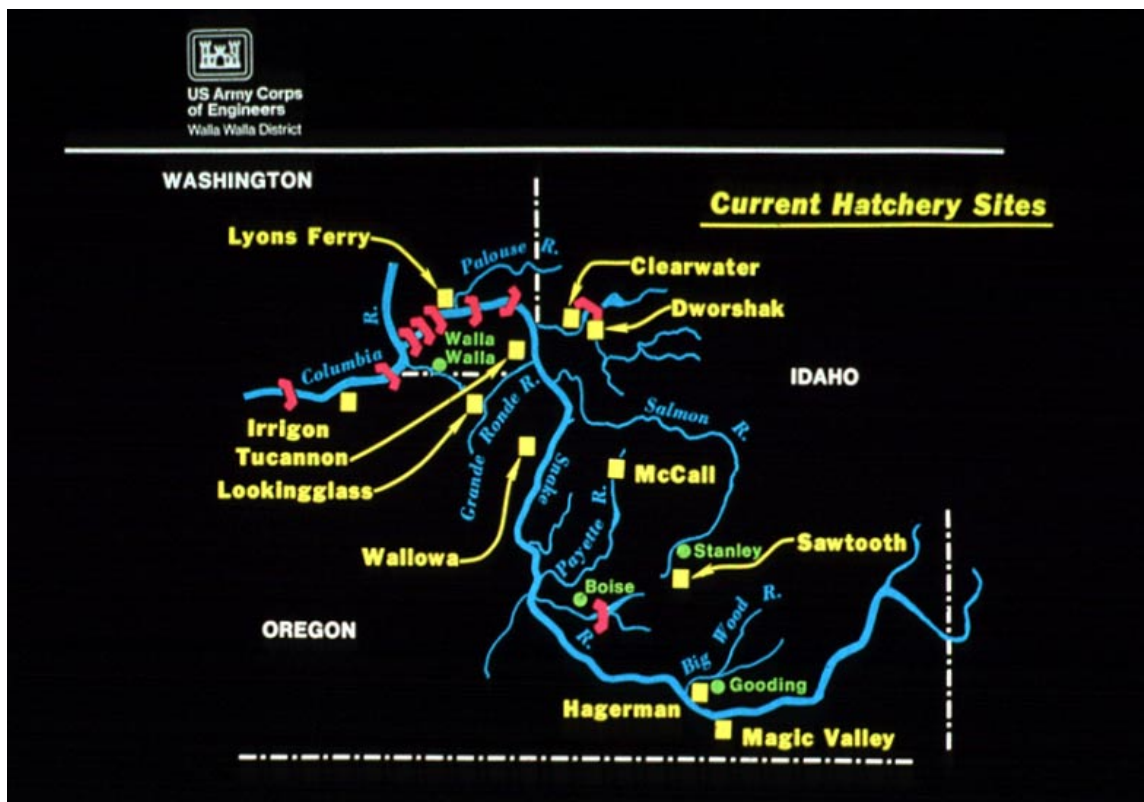 US Army Corps
of Engineers
Walla Walla District
WASHINGTON
Current Hatchery Sites
Lyons Ferry
Palouse R.
Clearwater
Dworshak
R.
Columbia
Walla
Walla
IDAHO
Irrigon
Tucannon
Lookingglass
Grande Ronde R.
Salmon R.
Snake R.
McCall
Wallowa
Payette R.
Stanley
Sawtooth
Boise
OREGON
Big Wood R.
Gooding
Hagerman
Magic Valley